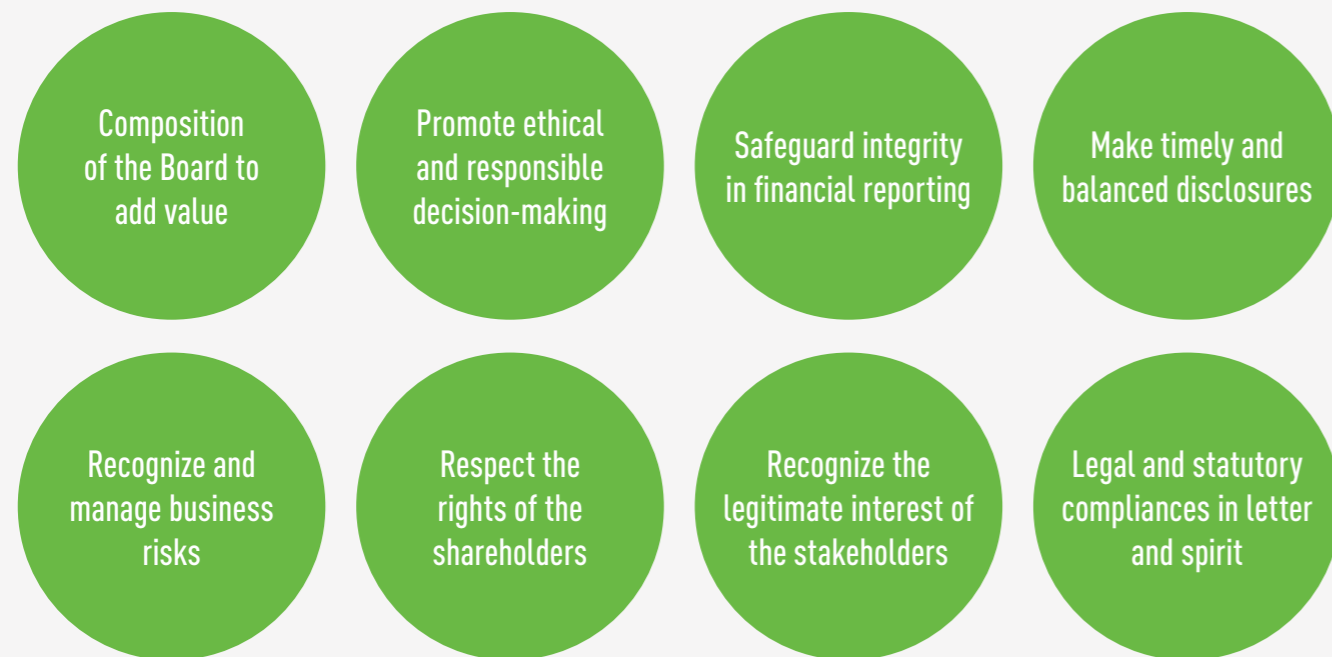 Composition
of the Board to
add value
Promote ethical
and responsible
decision-making
Safeguard integrity
in financial reporting
Make timely and
balanced disclosures
Recognize and
manage business
risks
Respect the
rights of the
shareholders
Recognize the
legitimate interest of
the stakeholders
Legal and statutory
compliances in letter
and spirit